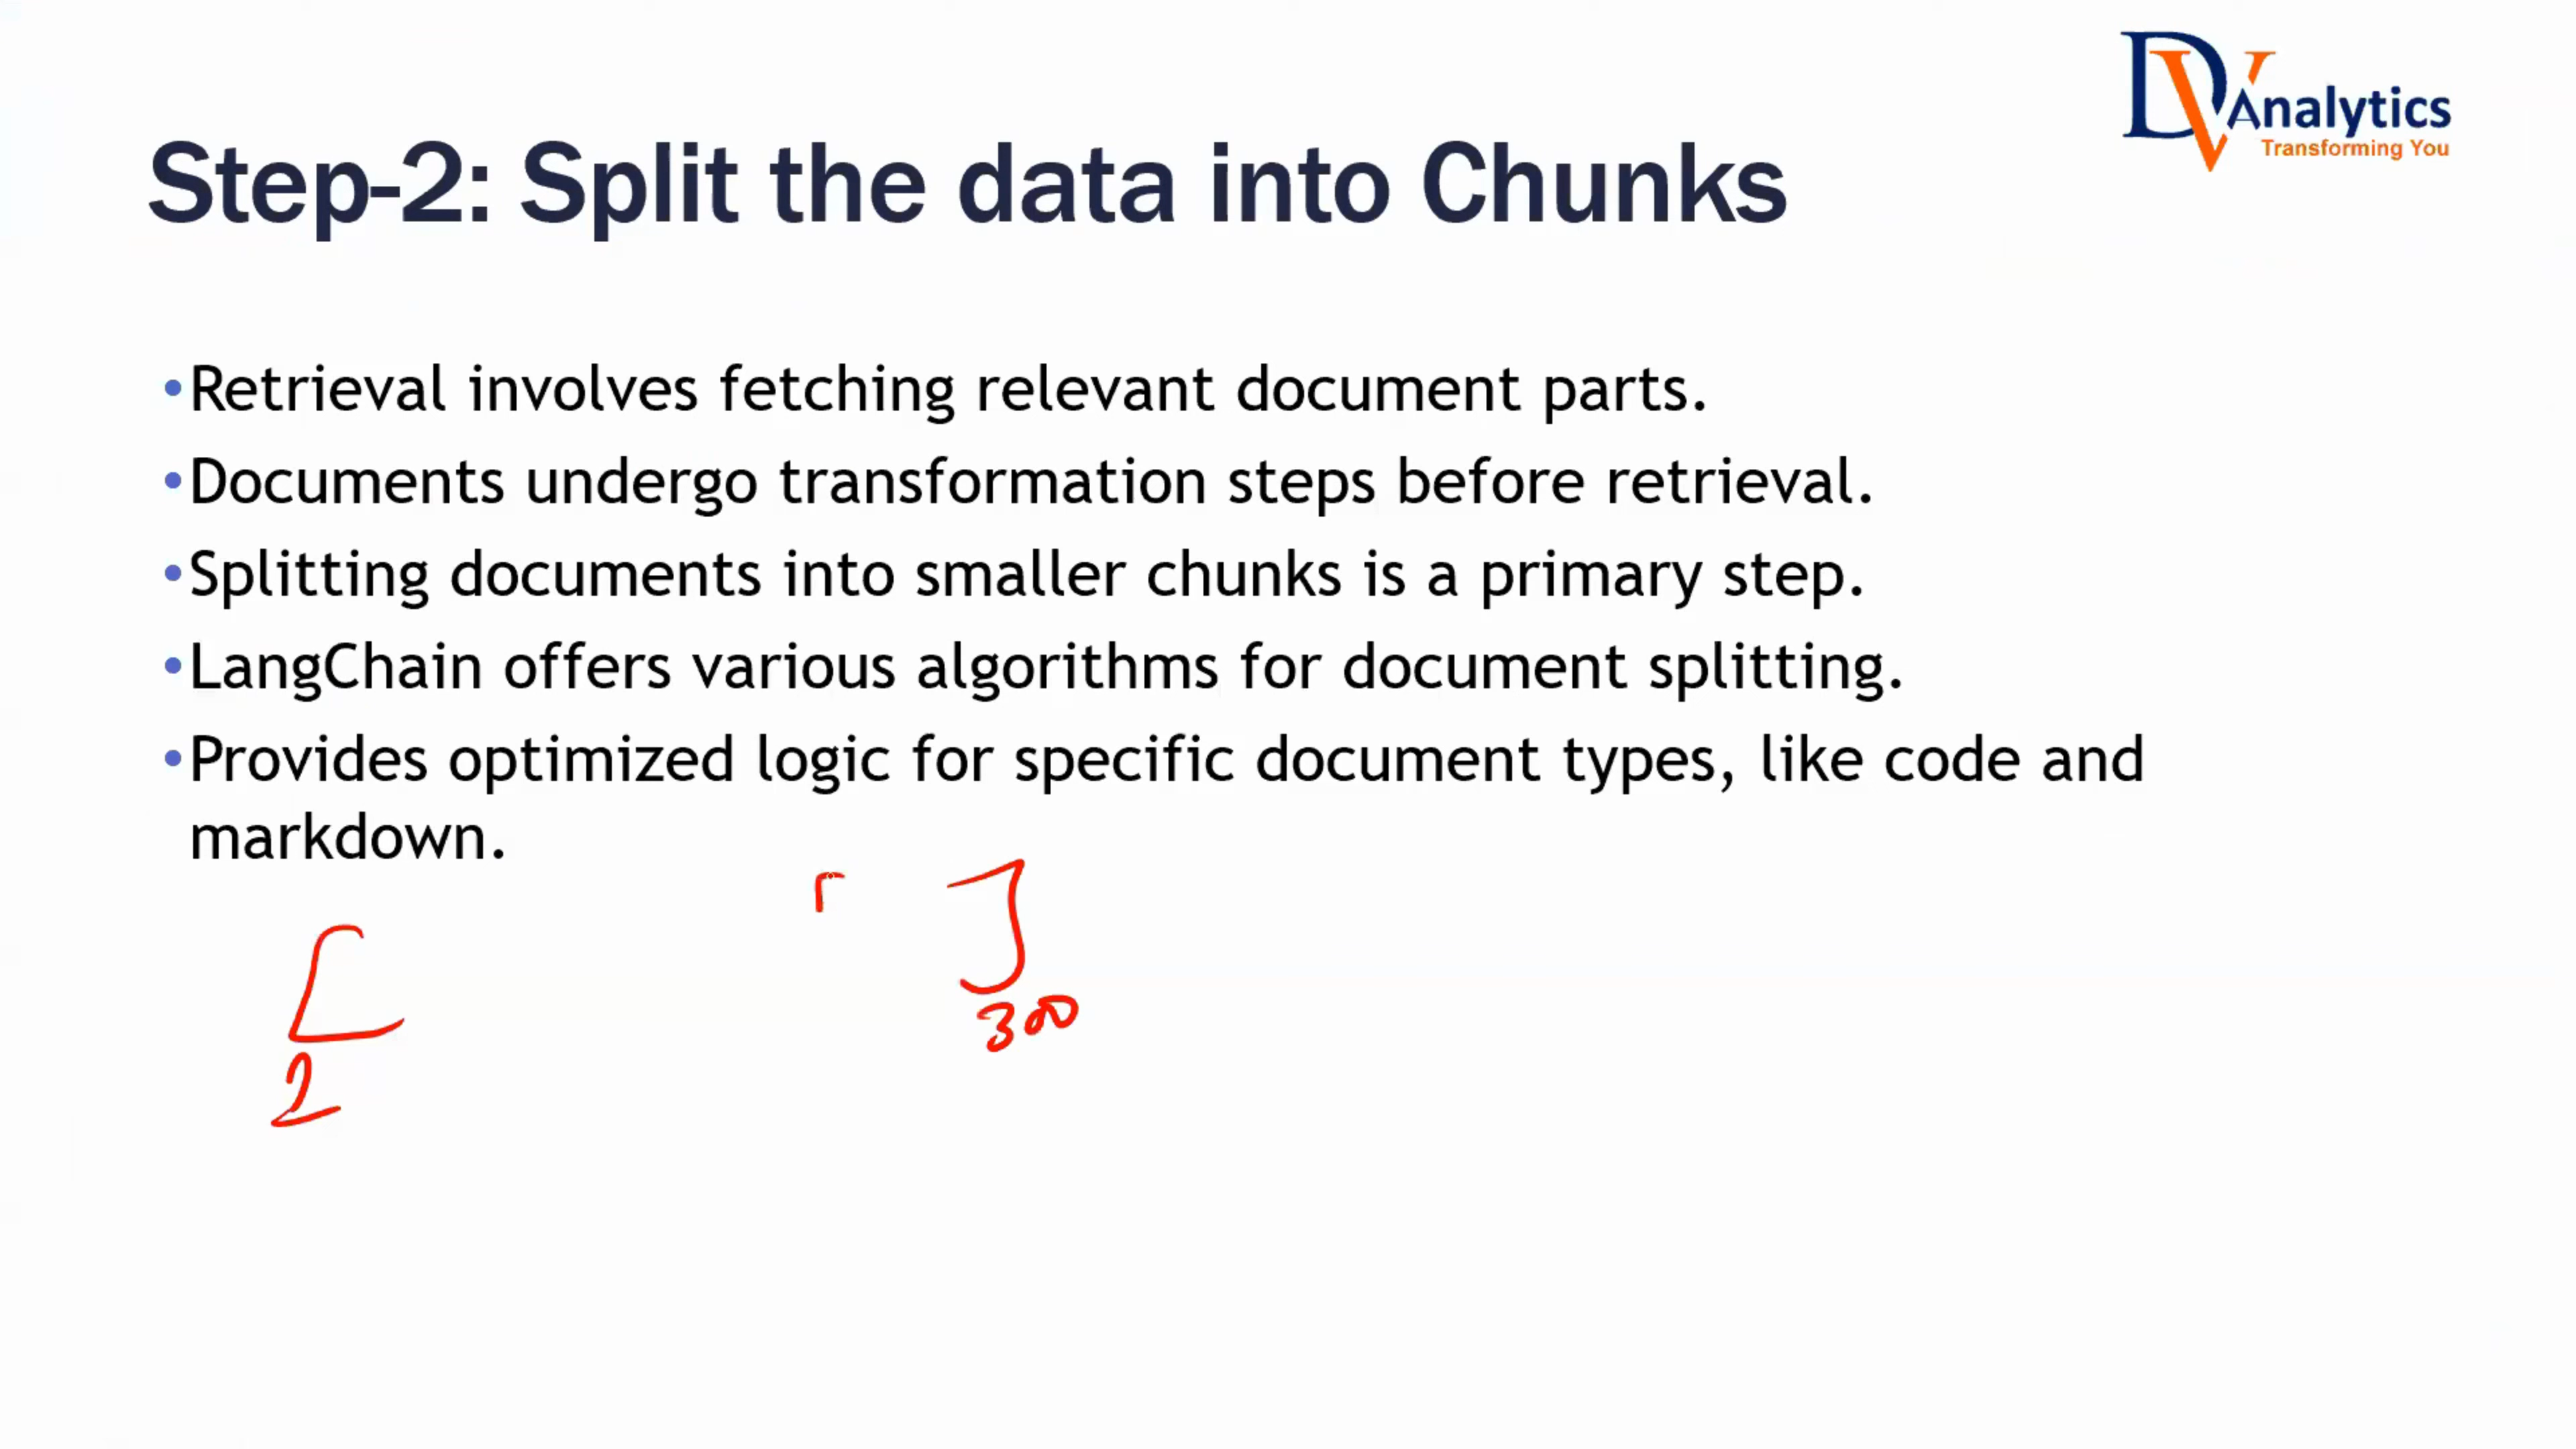 DV Analytics
Transforming You
Step-2: Split the data into Chunks
•Retrieval involves fetching relevant document parts.
•Documents undergo transformation steps before retrieval.
•Splitting documents into smaller chunks is a primary step.
•LangChain offers various algorithms for document splitting.
•Provides optimized logic for specific document types, like code and
markdown.
[ ]
300
2